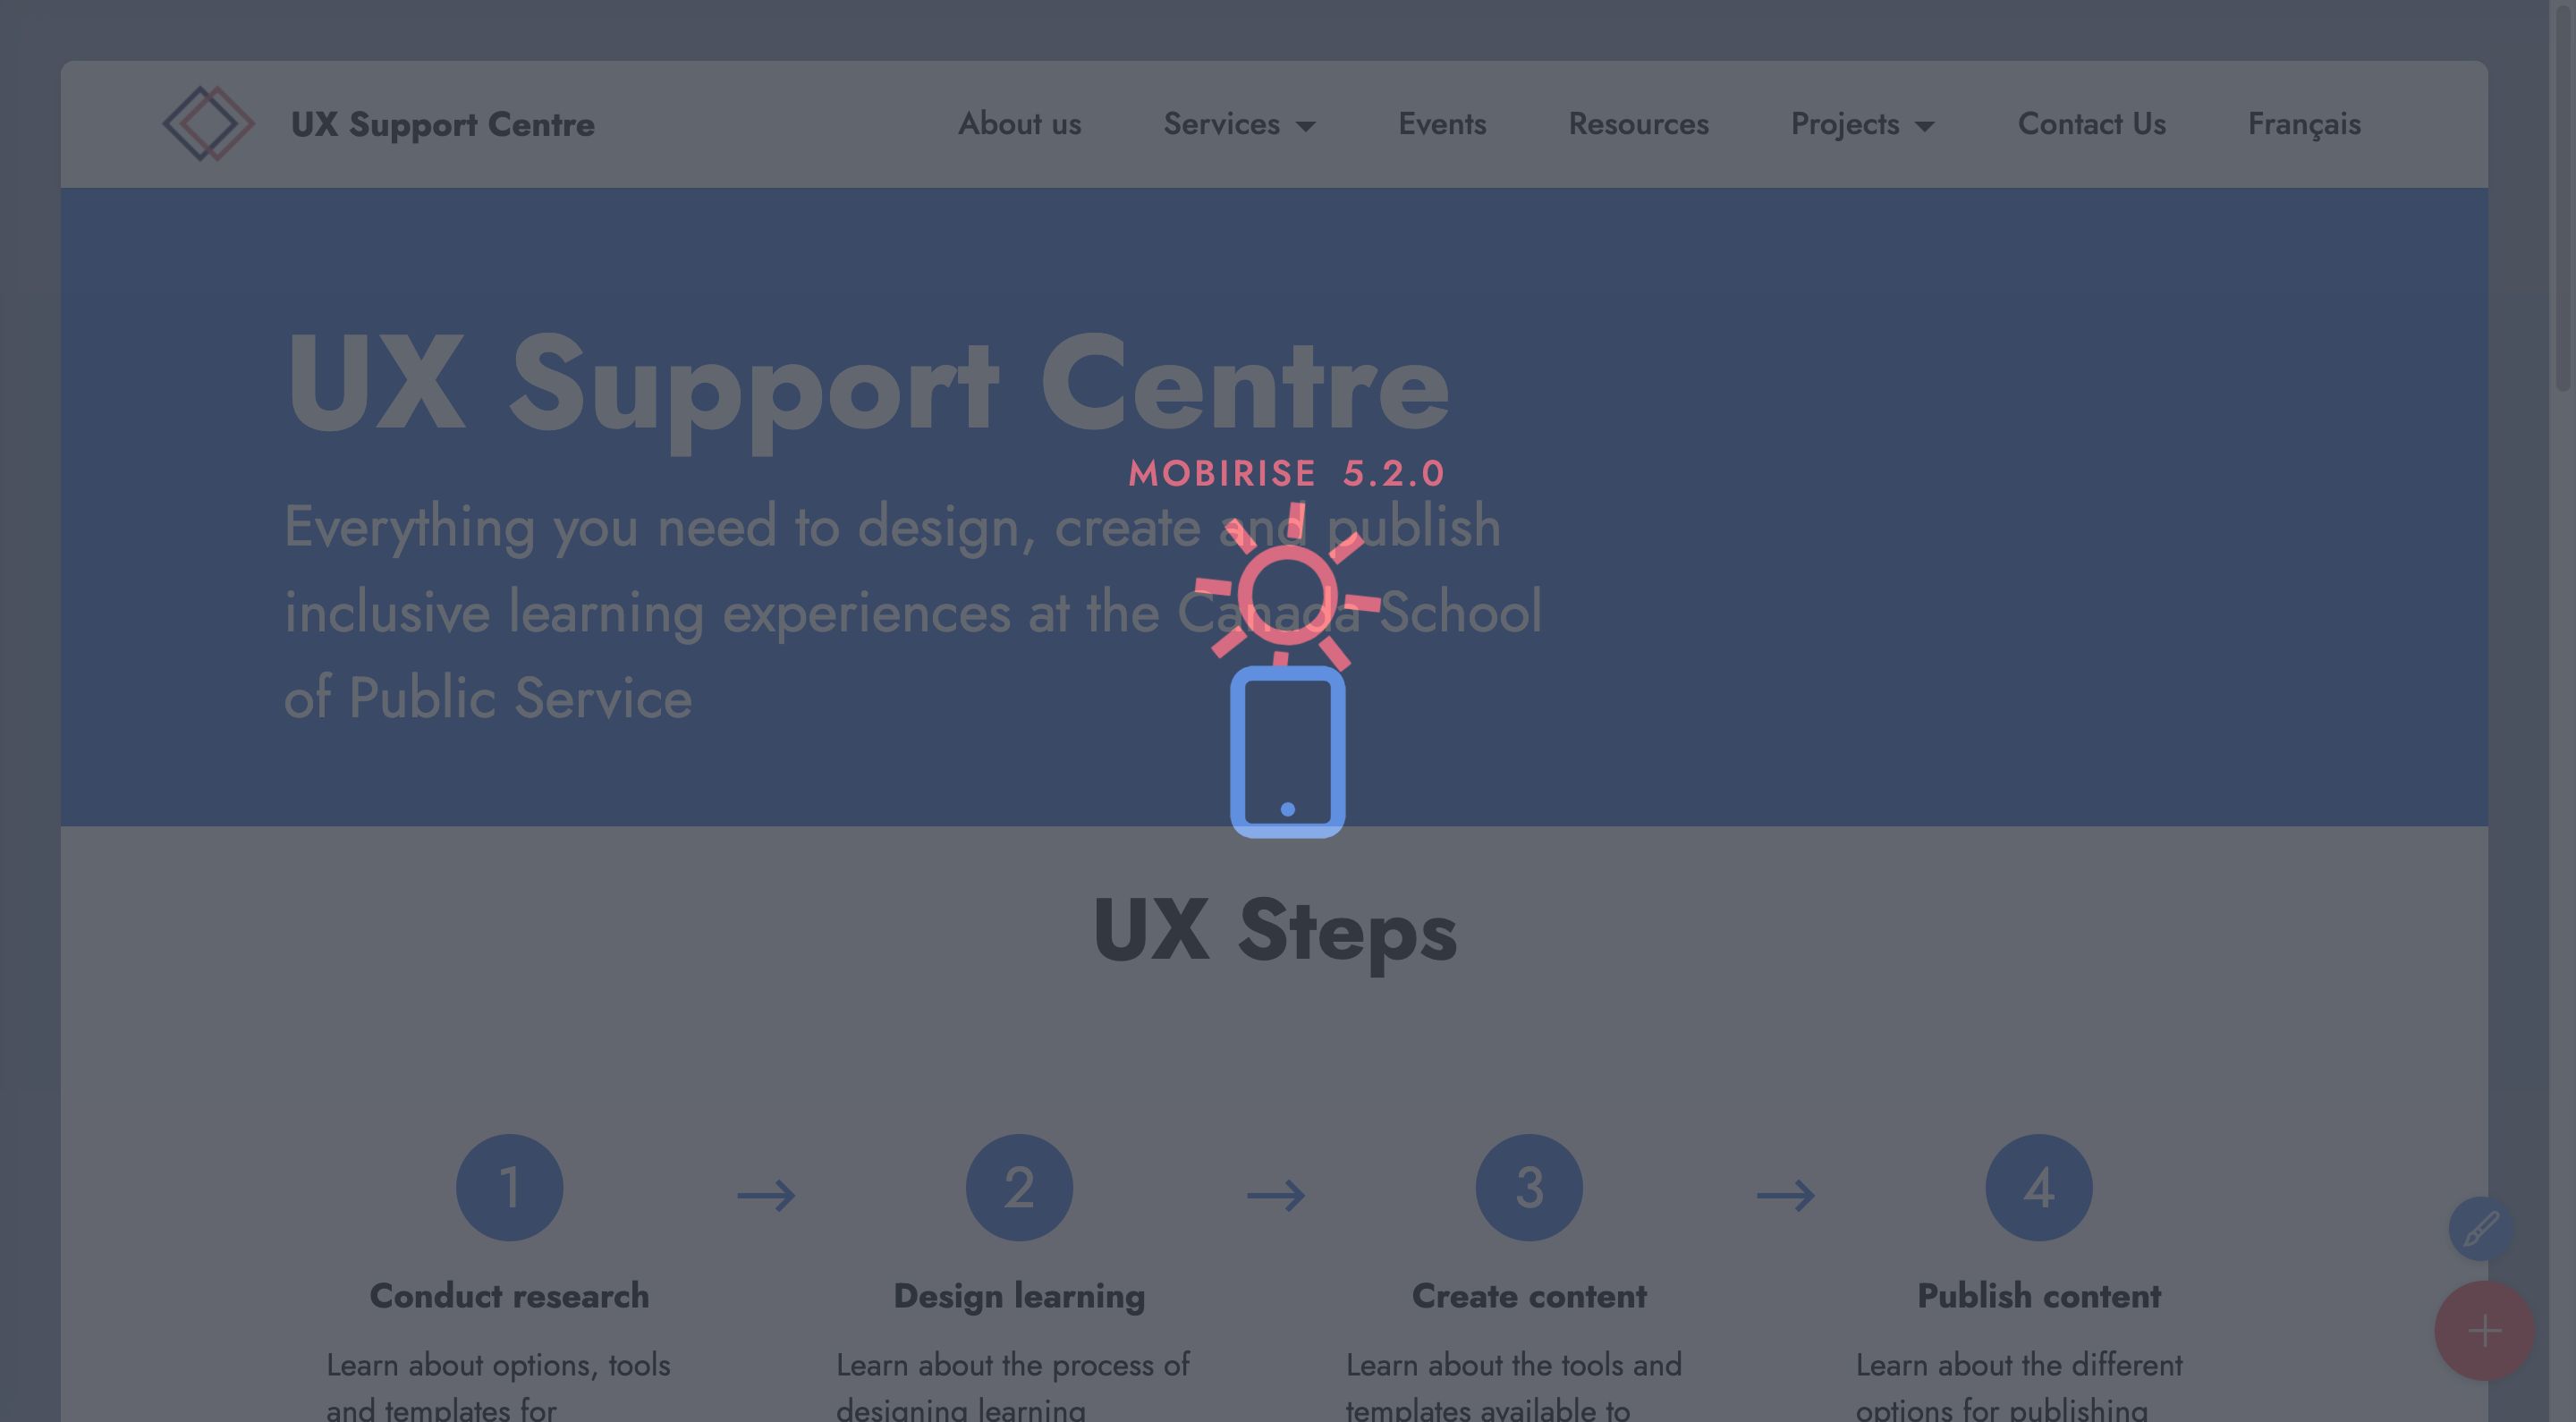 UX Support Centre
About us
Services
Events
Resources
Projects
Contact Us
Français
UX Support Centre
MOBIRISE 5.2.0
Everything you need to design, create and publish
inclusive learning experiences at the Canada School
of Public Service
UX Steps
1
2
3
4
Conduct research
Design learning
Create content
Publish content
Learn about options, tools
and templates for
Learn about the process of
designing learning
Learn about the tools and
templates available to
Learn about the different
options for publishing